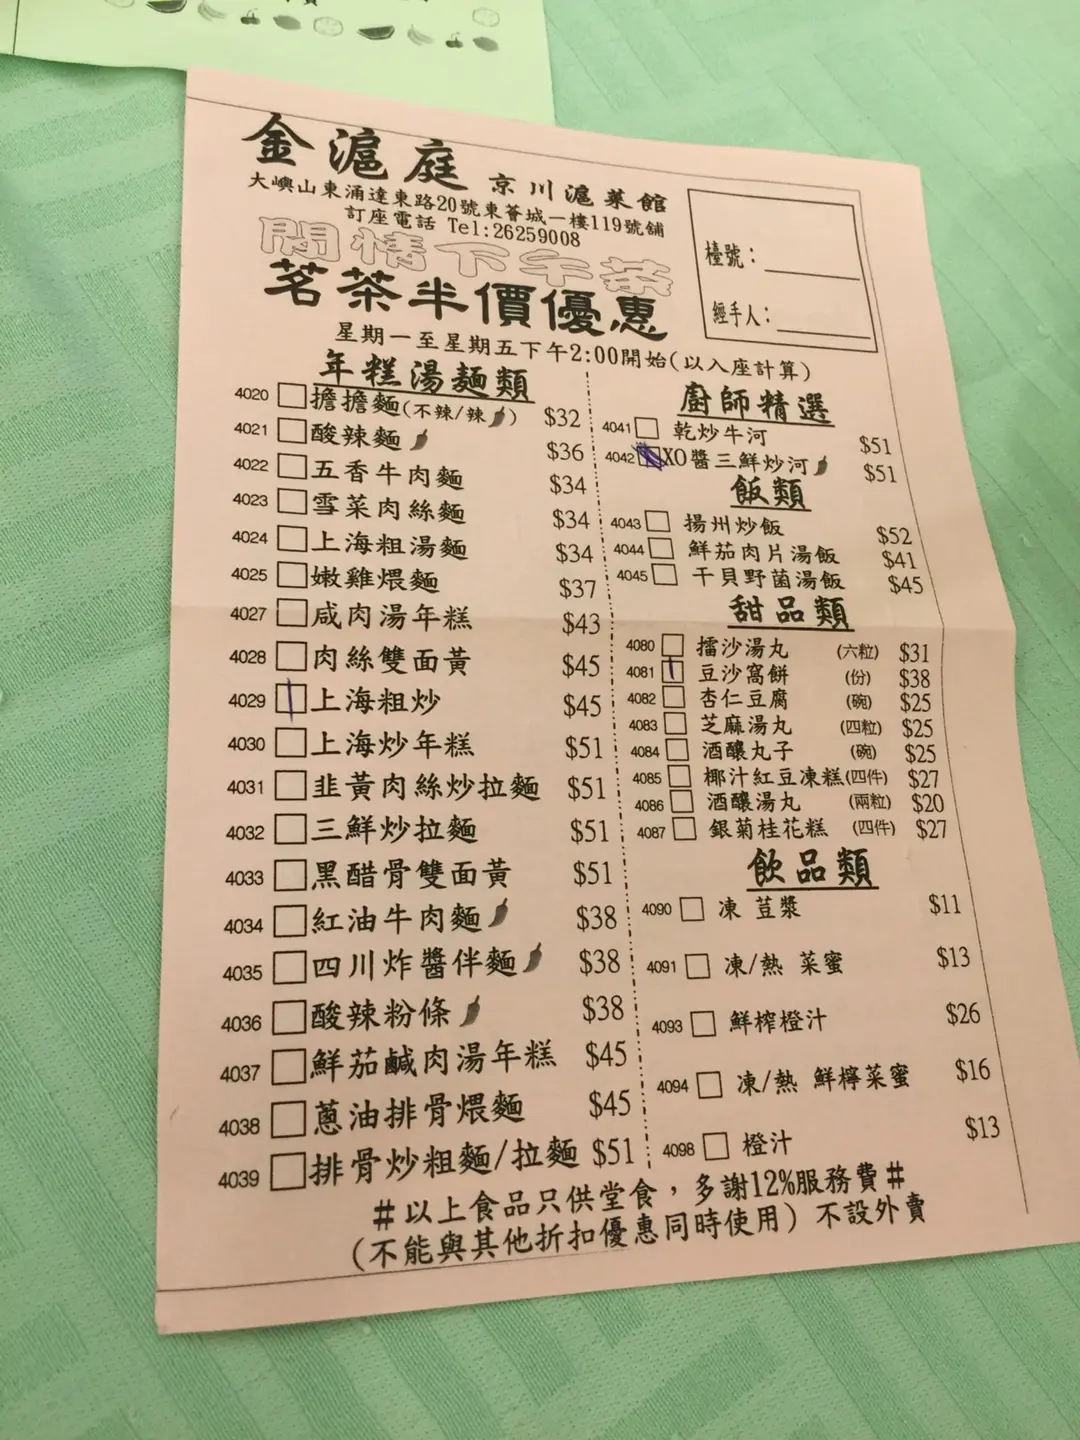 金滬庭 京川滬菜館
大嶼山東涌達東路20號東薈城一樓119號舖
訂座電話 Tel:26259008
閒情下午茶
茗茶半價優惠
星期一至星期五下午2:00開始(以入座計算)
檯號：
經手人：
年糕湯麵類
4020 擔擔麵(不辣/辣) $32
4021 酸辣麵 $36
4022 五香牛肉麵 $34
4023 雪菜肉絲麵 $34
4024 上海粗湯麵 $34
4025 嫩雞煨麵 $37
4027 咸肉湯年糕 $43
4028 肉絲雙面黃 $45
4029 上海粗炒 $45
4030 上海炒年糕 $51
4031 韭黃肉絲炒拉麵 $51
4032 三鮮炒拉麵 $51
4033 黑醋骨雙面黃 $51
4034 紅油牛肉麵 $38
4035 四川炸醬伴麵 $38
4036 酸辣粉條 $38
4037 鮮茄鹹肉湯年糕 $45
4038 蔥油排骨煨麵 $45
4039 排骨炒粗麵/拉麵 $51
廚師精選
4041 乾炒牛河 $51
4042 XO醬三鮮炒河 $51
飯類
4043 揚州炒飯 $52
4044 鮮茄肉片湯飯 $41
4045 干貝野菌湯飯 $45
甜品類
4080 擂沙湯丸 (六粒) $31
4081 豆沙窩餅 (份) $38
4082 杏仁豆腐 (碗) $25
4083 芝麻湯丸 (四粒) $25
4084 酒釀丸子 (碗) $25
4085 椰汁紅豆凍糕(四件) $27
4086 酒釀湯丸 (兩粒) $20
4087 銀菊桂花糕 (四件) $27
飲品類
4090 凍 荳漿 $11
4091 凍/熱 菜蜜 $13
4093 鮮榨橙汁 $26
4094 凍/熱 鮮檸菜蜜 $16
4098 橙汁 $13
#以上食品只供堂食，多謝12%服務費#
(不能與其他折扣優惠同時使用) 不設外賣